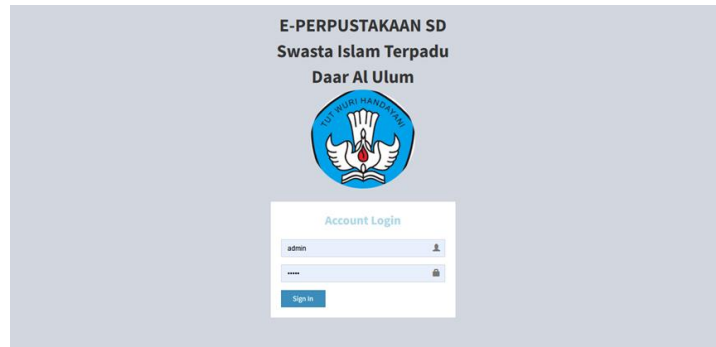 E-PERPUSTAKAAN SD
Swasta Islam Terpadu
Daar Al Ulum
TUT WURI HANDAYANI
Account Login
admin
•••••
Sign In